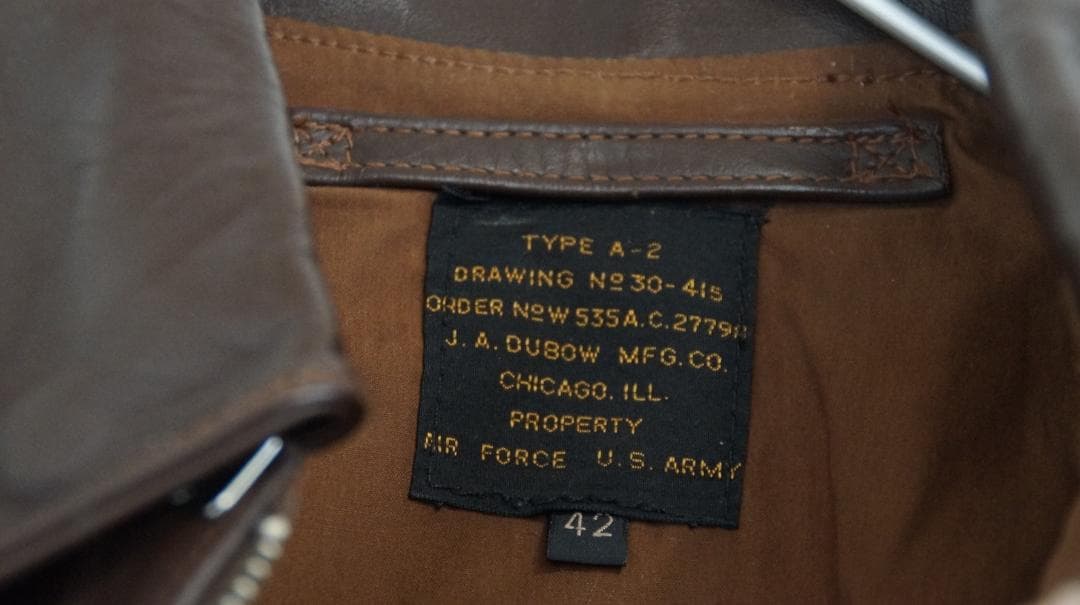 TYPE A-2
DRAWING Nº 30-415
ORDER Nº W 535 A.C. 27798
J. A. DUBOW MFG. CO.
CHICAGO. ILL.
PROPERTY
AIR FORCE U.S. ARMY
42